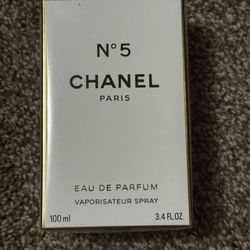 N°5
CHANEL
PARIS
EAU DE PARFUM
VAPORISATEUR SPRAY
100 ml 3.4 FL.OZ.